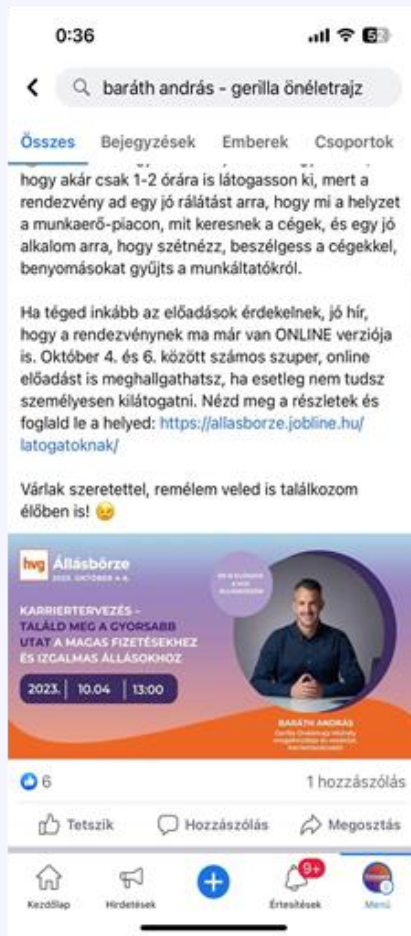 0:36
52
baráth andrás - gerilla önéletrajz
Összes Bejegyzések Emberek Csoportok
hogy akár csak 1-2 órára is látogasson ki, mert a
rendezvény ad egy jó rálátást arra, hogy mi a helyzet
a munkaerő-piacon, mit keresnek a cégek, és egy jó
alkalom arra, hogy szétnézz, beszélgess a cégekkel,
benyomásokat gyűjts a munkáltatókról.
Ha téged inkább az előadások érdekelnek, jó hír,
hogy a rendezvénynek ma már van ONLINE verziója
is. Október 4. és 6. között számos szuper, online
előadást is meghallgathatsz, ha esetleg nem tudsz
személyesen kilátogatni. Nézd meg a részletek és
foglald le a helyed: https://allasborze.jobline.hu/
latogatoknak/
Várlak szeretettel, remélem veled is találkozom
élőben is!
hvg Állásbörze
2023. OKTÓBER 4-6.
KARRIERTERVEZÉS –
TALÁLD MEG A GYORSABB
UTAT A MAGAS FIZETÉSEKHEZ
ÉS IZGALMAS ÁLLÁSOKHOZ
2023. 10.04 13:00
BARÁTH ANDRÁS
6
1 hozzászólás
Tetszik Hozzászólás Megosztás
9+
Kezdőlap Hirdetések Értesítések Menü